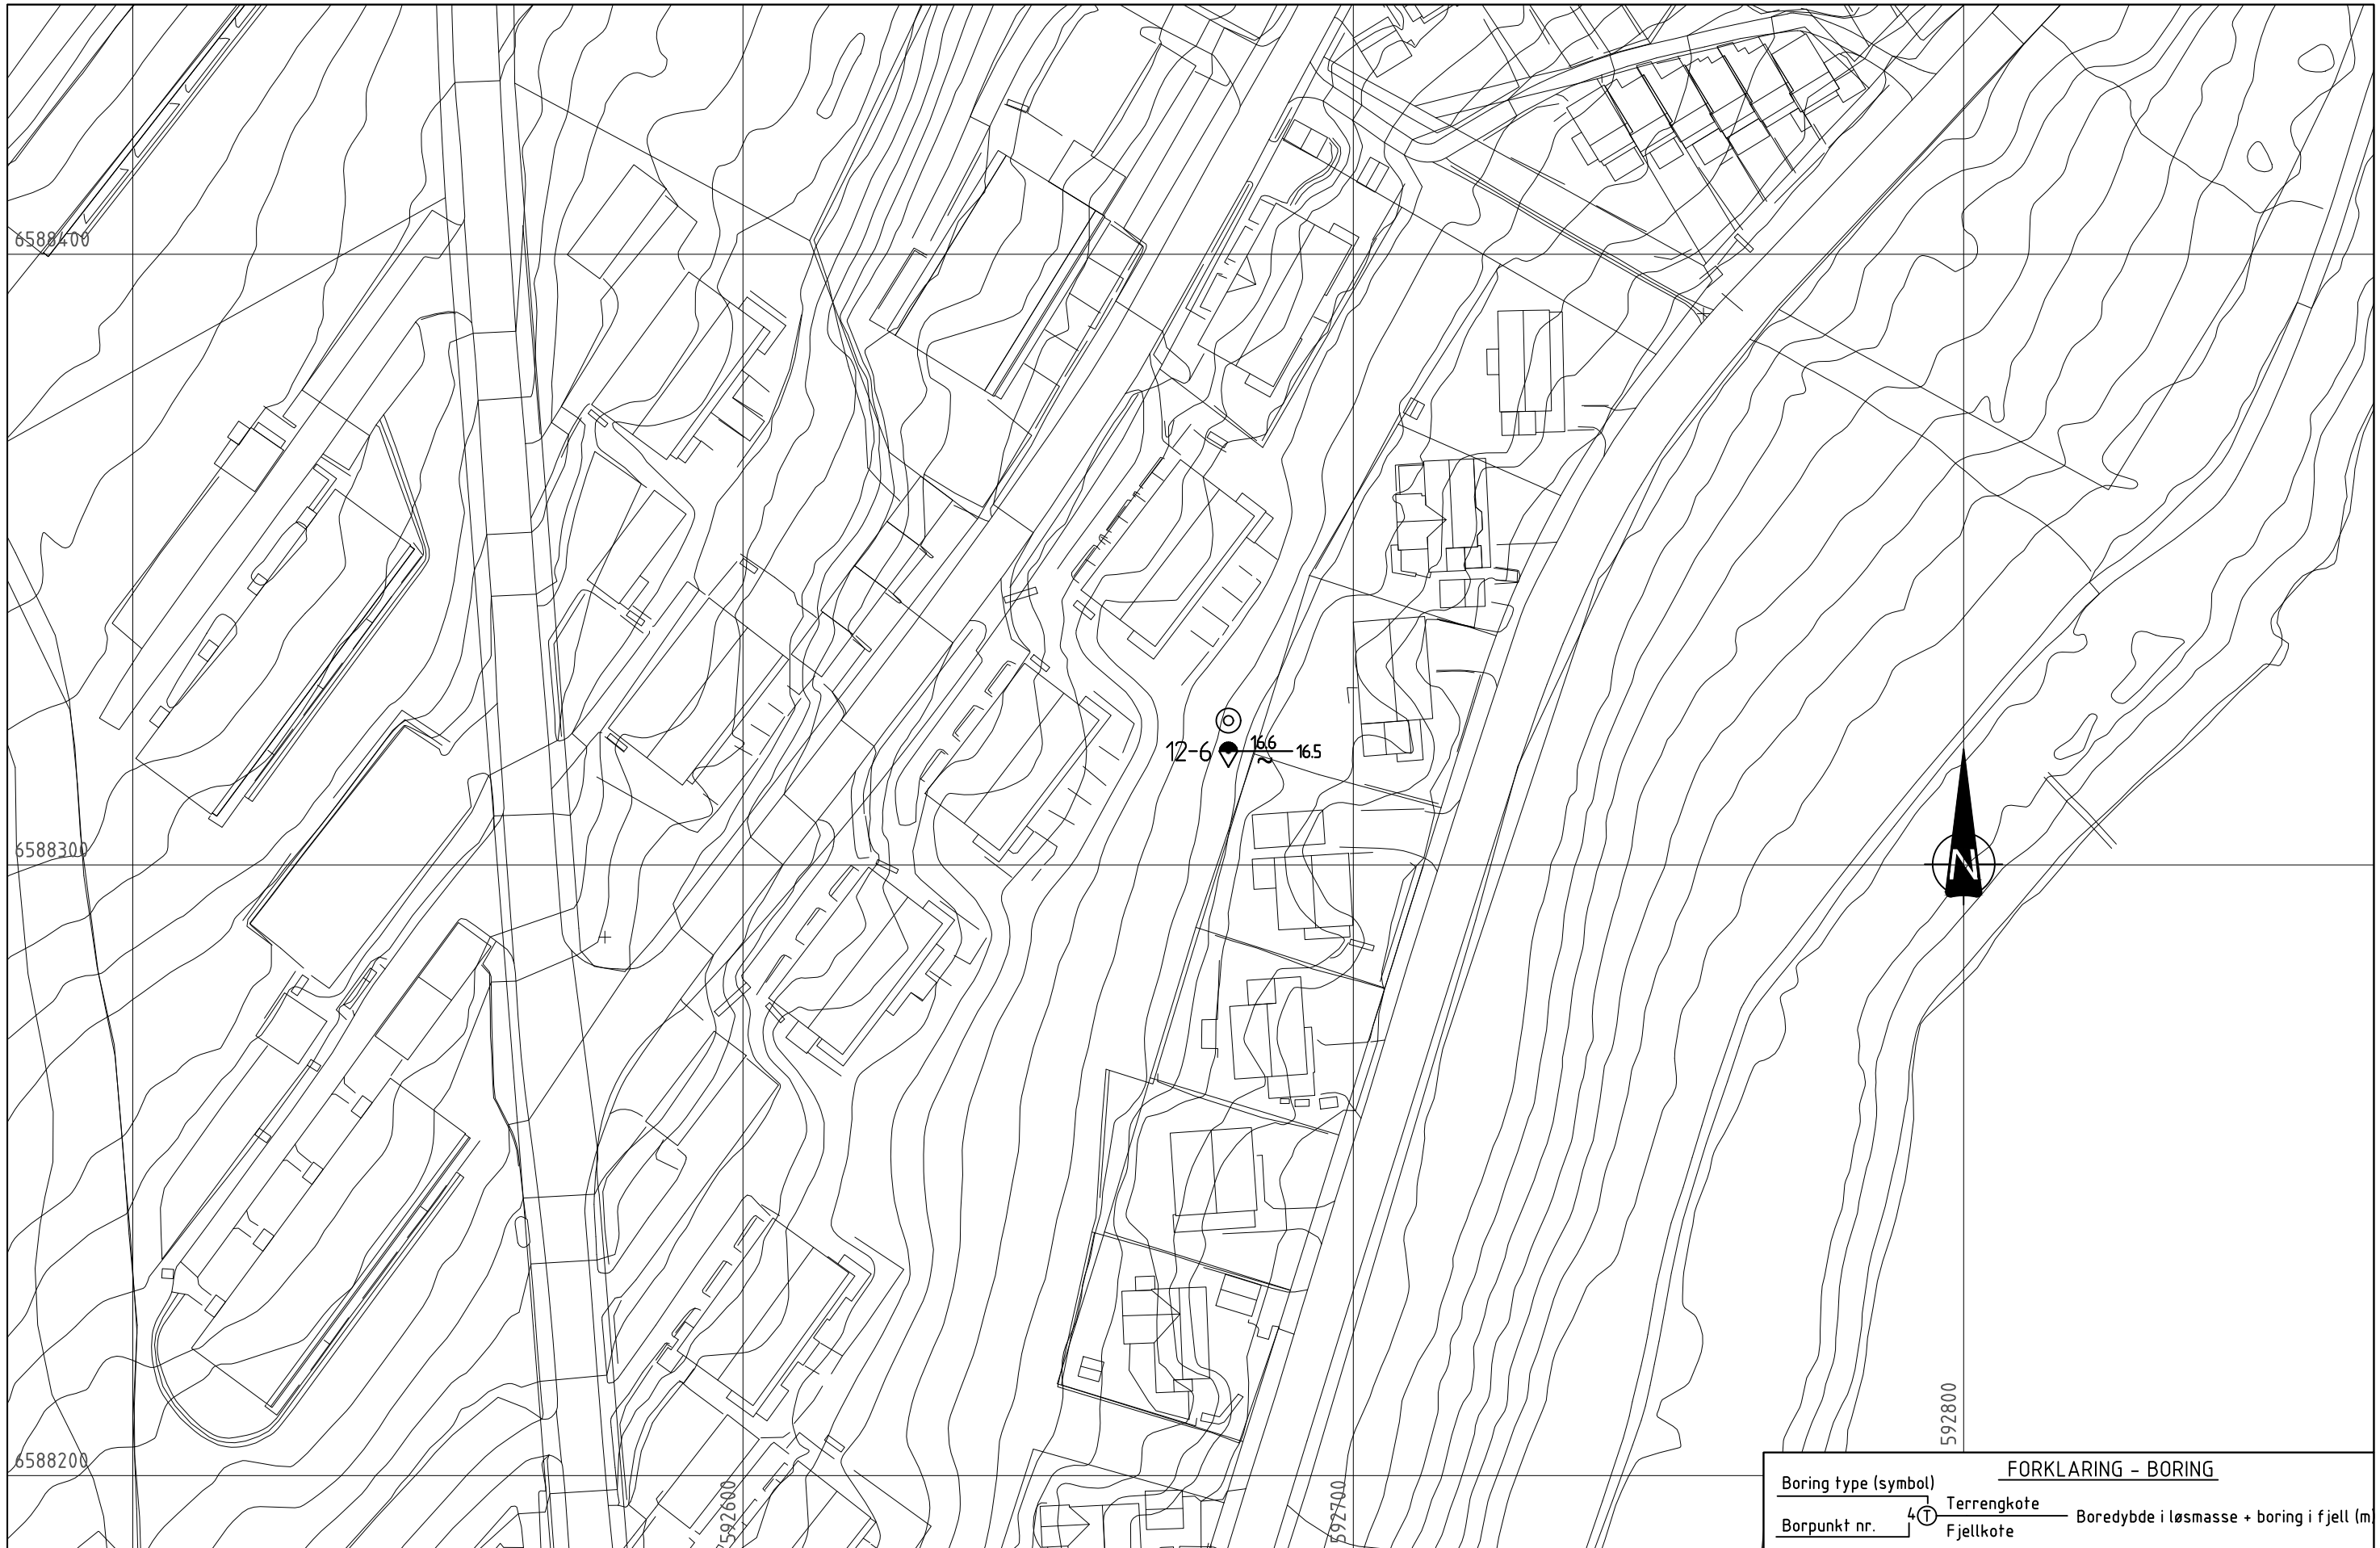 6588400
12-6 16.6 16.5
~
6588300
N
592800
6588200
592600
592700
FORKLARING - BORING
Boring type (symbol)
4 T Terrengkote
Boredybde i løsmasse + boring i fjell (m
Borpunkt nr.
Fjellkote